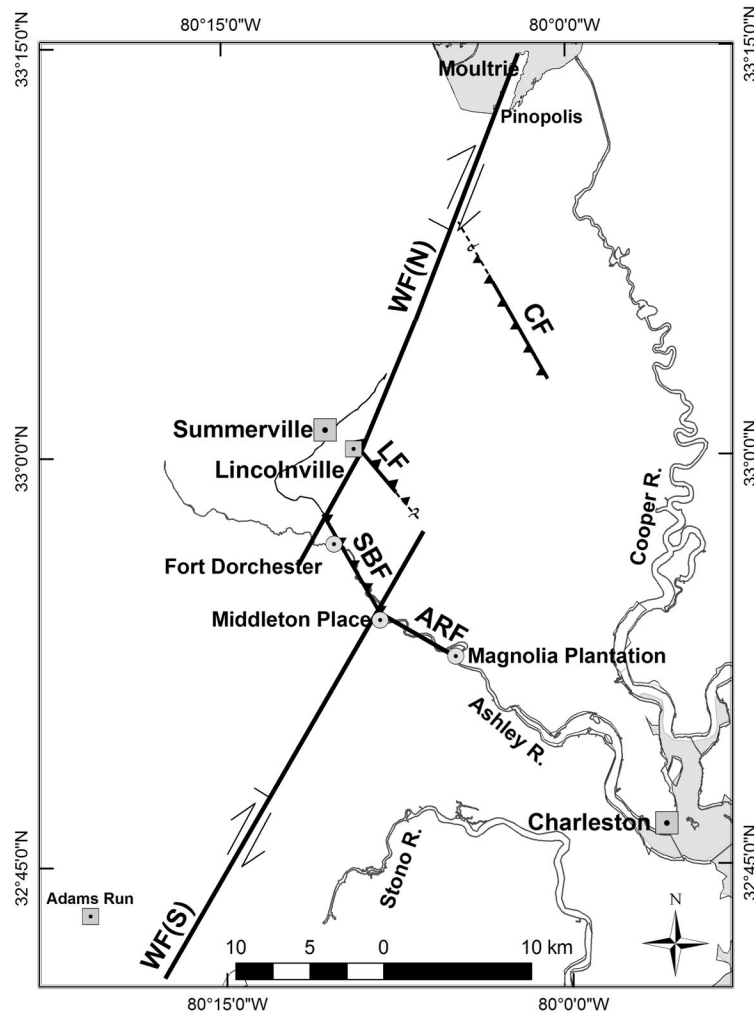 80°15'0"W
80°0'0"W
33°15'0"N
33°15'0"N
Moultrie
Pinopolis
WF(N)
CF
Summerville
33°0'0"N
33°0'0"N
LF
Lincolnville
Cooper R.
SBF
Fort Dorchester
Middleton Place
ARF
Magnolia Plantation
Ashley R.
Charleston
Stono R.
32°45'0"N
32°45'0"N
Adams Run
N
WF(S)
10 5 0 10 km
80°15'0"W
80°0'0"W